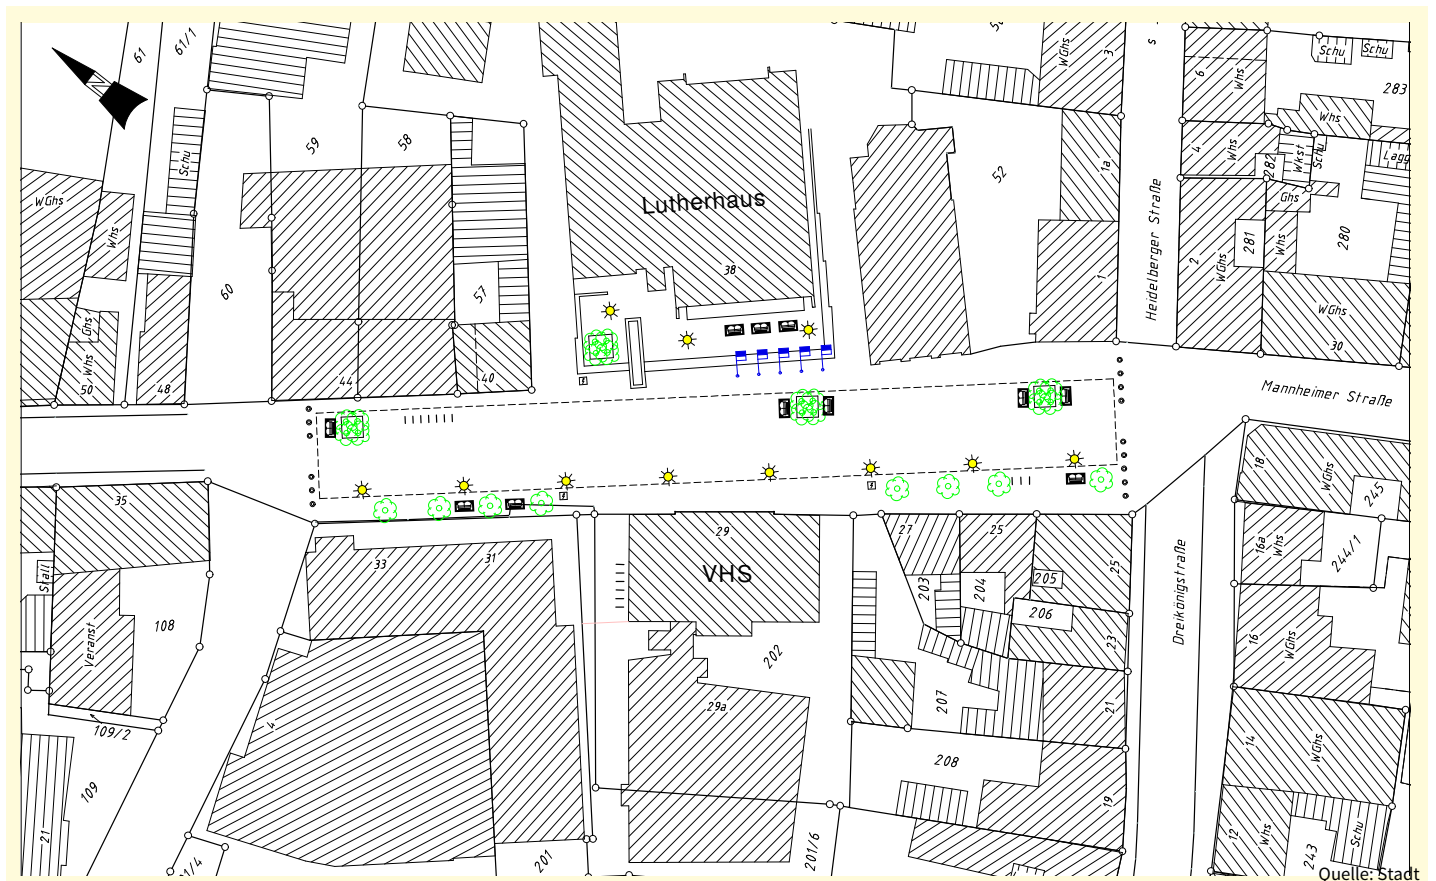 61
61/1
N
Schu
59
58
WGhs
Whs
60
57
Ghs
Whs
50
48
44
40
Lutherhaus
38
52
WGhs
3
1a
1
Heidelberger Straße
s
6
Whs
4
Whs
282
Wkst
Schu
Schu
Schu
283
Whs
Lagg
Ghs
281
Whs
280
2
WGhs
WGhs
30
Mannheimer Straße
18
WGhs
245
16a
Whs
244/1
16
WGhs
14
WGhs
12
Whs
243
Schu
Dreikönigstraße
35
Stall
Veranst
108
109/2
109
21
33
31
4
29
VHS
202
29a
201
201/6
27
25
25
203
204
205
206
23
207
21
208
19
Quelle: Stadt